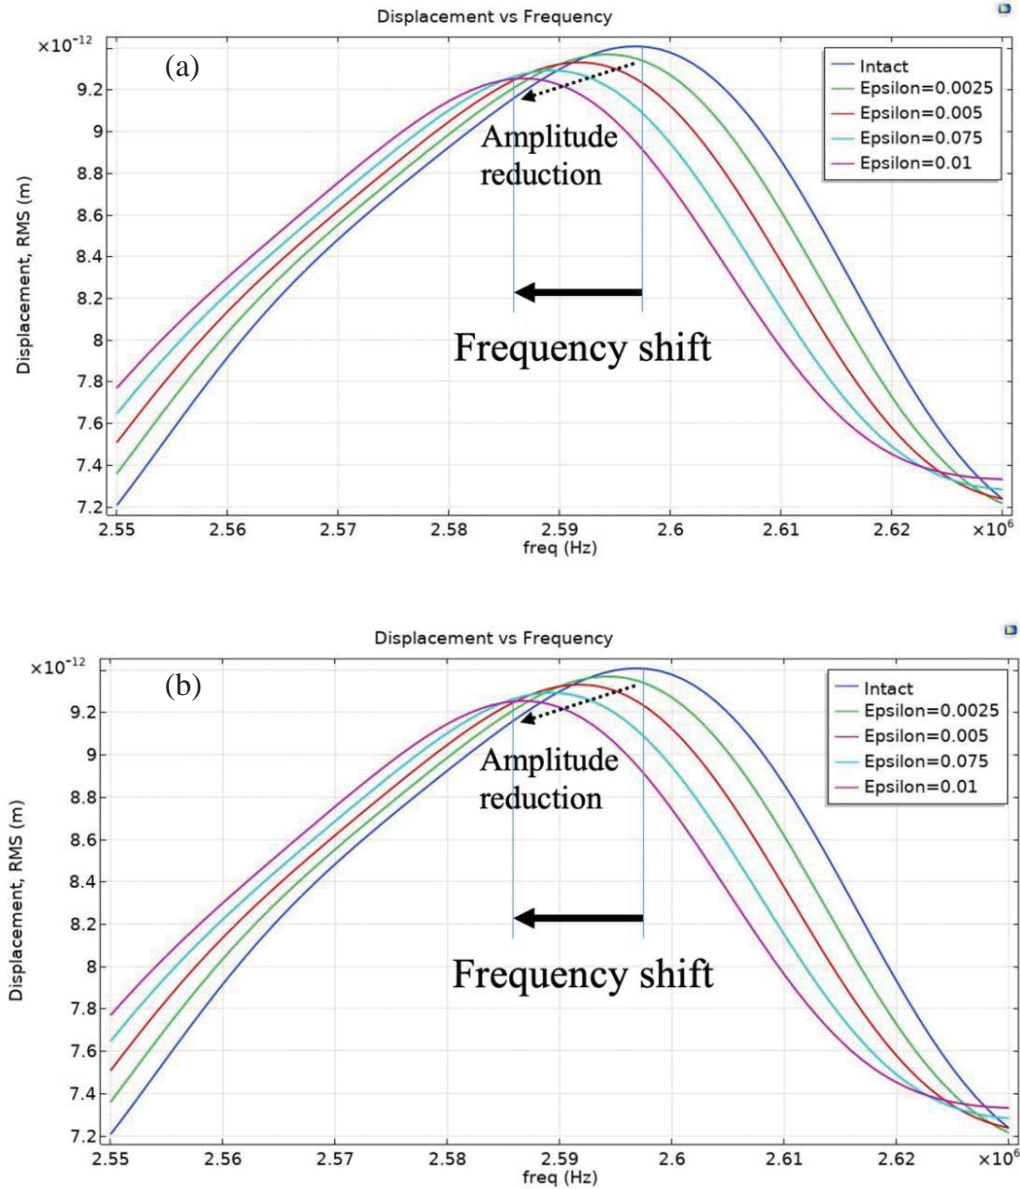 Displacement vs Frequency
×10⁻¹²
(a)
Intact
Epsilon=0.0025
Epsilon=0.005
Epsilon=0.075
Epsilon=0.01
9.2
9
8.8
8.6
8.4
8.2
8
7.8
7.6
7.4
7.2
Displacement, RMS (m)
Amplitude
reduction
Frequency shift
2.55 2.56 2.57 2.58 2.59 2.6 2.61 2.62 ×10⁶
freq (Hz)
Displacement vs Frequency
×10⁻¹²
(b)
Intact
Epsilon=0.0025
Epsilon=0.005
Epsilon=0.075
Epsilon=0.01
9.2
9
8.8
8.6
8.4
8.2
8
7.8
7.6
7.4
7.2
Displacement, RMS (m)
Amplitude
reduction
Frequency shift
2.55 2.56 2.57 2.58 2.59 2.6 2.61 2.62 ×10⁶
freq (Hz)